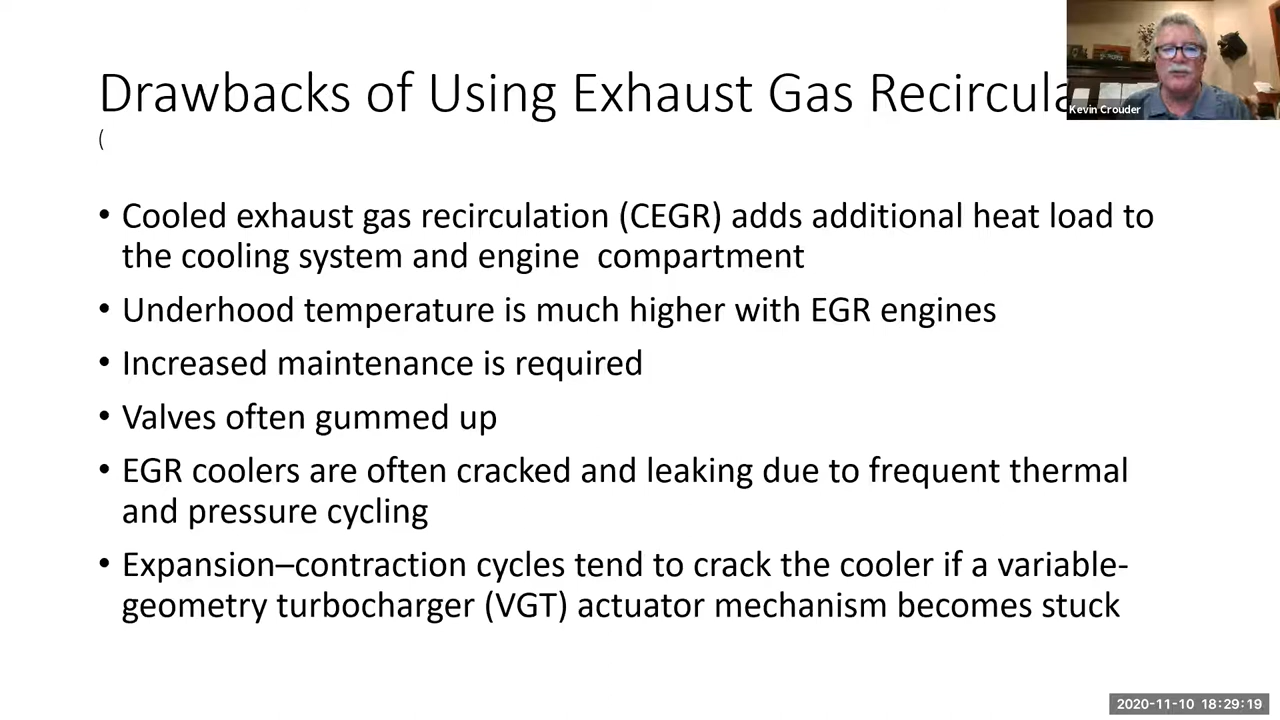 Drawbacks of Using Exhaust Gas Recircula
(
Kevin Crouder
• Cooled exhaust gas recirculation (CEGR) adds additional heat load to
the cooling system and engine  compartment
• Underhood temperature is much higher with EGR engines
• Increased maintenance is required
• Valves often gummed up
• EGR coolers are often cracked and leaking due to frequent thermal
and pressure cycling
• Expansion–contraction cycles tend to crack the cooler if a variable-
geometry turbocharger (VGT) actuator mechanism becomes stuck
2020-11-10 18:29:19